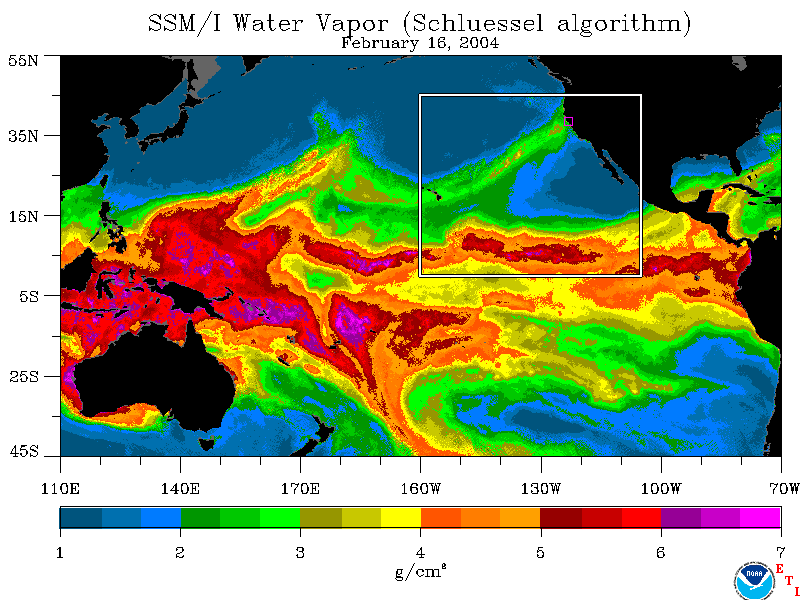 SSM/I Water Vapor (Schluessel algorithm)
February 16, 2004
55N
35N
15N
5S
25S
45S
110E 140E 170E 160W 130W 100W 70W
1 2 3 4 5 6 7
g/cm²
NOAA
E
T
L